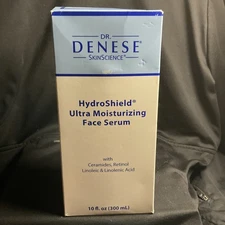 DR.
DENESE®
SKINSCIENCE®
HydroShield®
Ultra Moisturizing
Face Serum
with
Ceramides, Retinol
Linoleic & Linolenic Acid
10 fl. oz (300 mL)